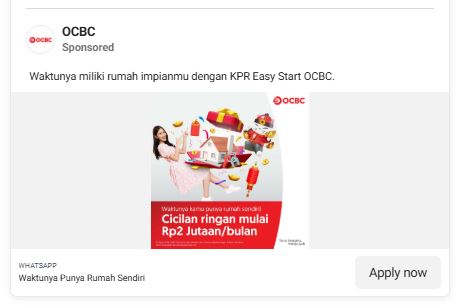 OCBC
Sponsored
OCBC
Waktunya miliki rumah impianmu dengan KPR Easy Start OCBC.
OCBC
Waktunya kamu punya rumah sendiri!
Cicilan ringan mulai
Rp2 Jutaan/bulan
WHATSAPP
Waktunya Punya Rumah Sendiri
Apply now